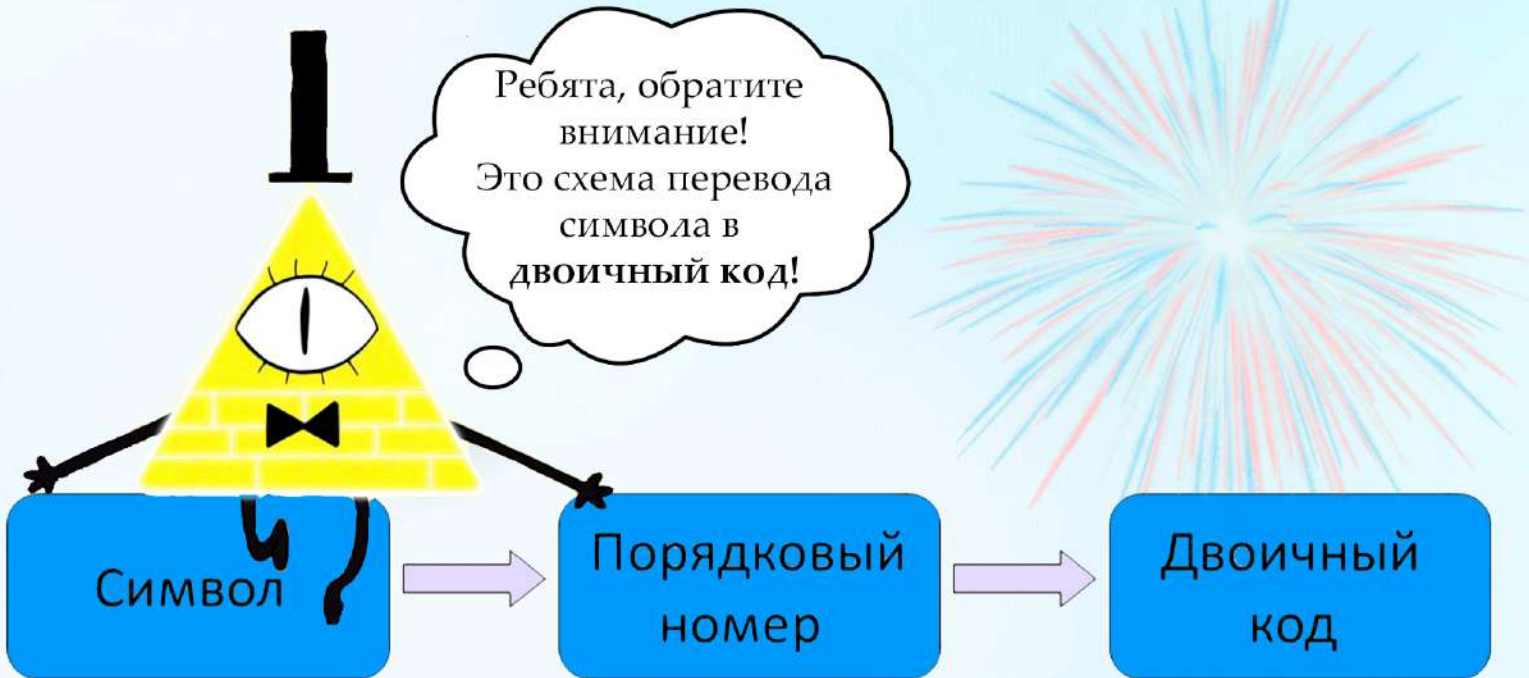 Ребята, обратите
внимание!
Это схема перевода
символа в
двоичный код!
Символ
Порядковый
номер
Двоичный
код